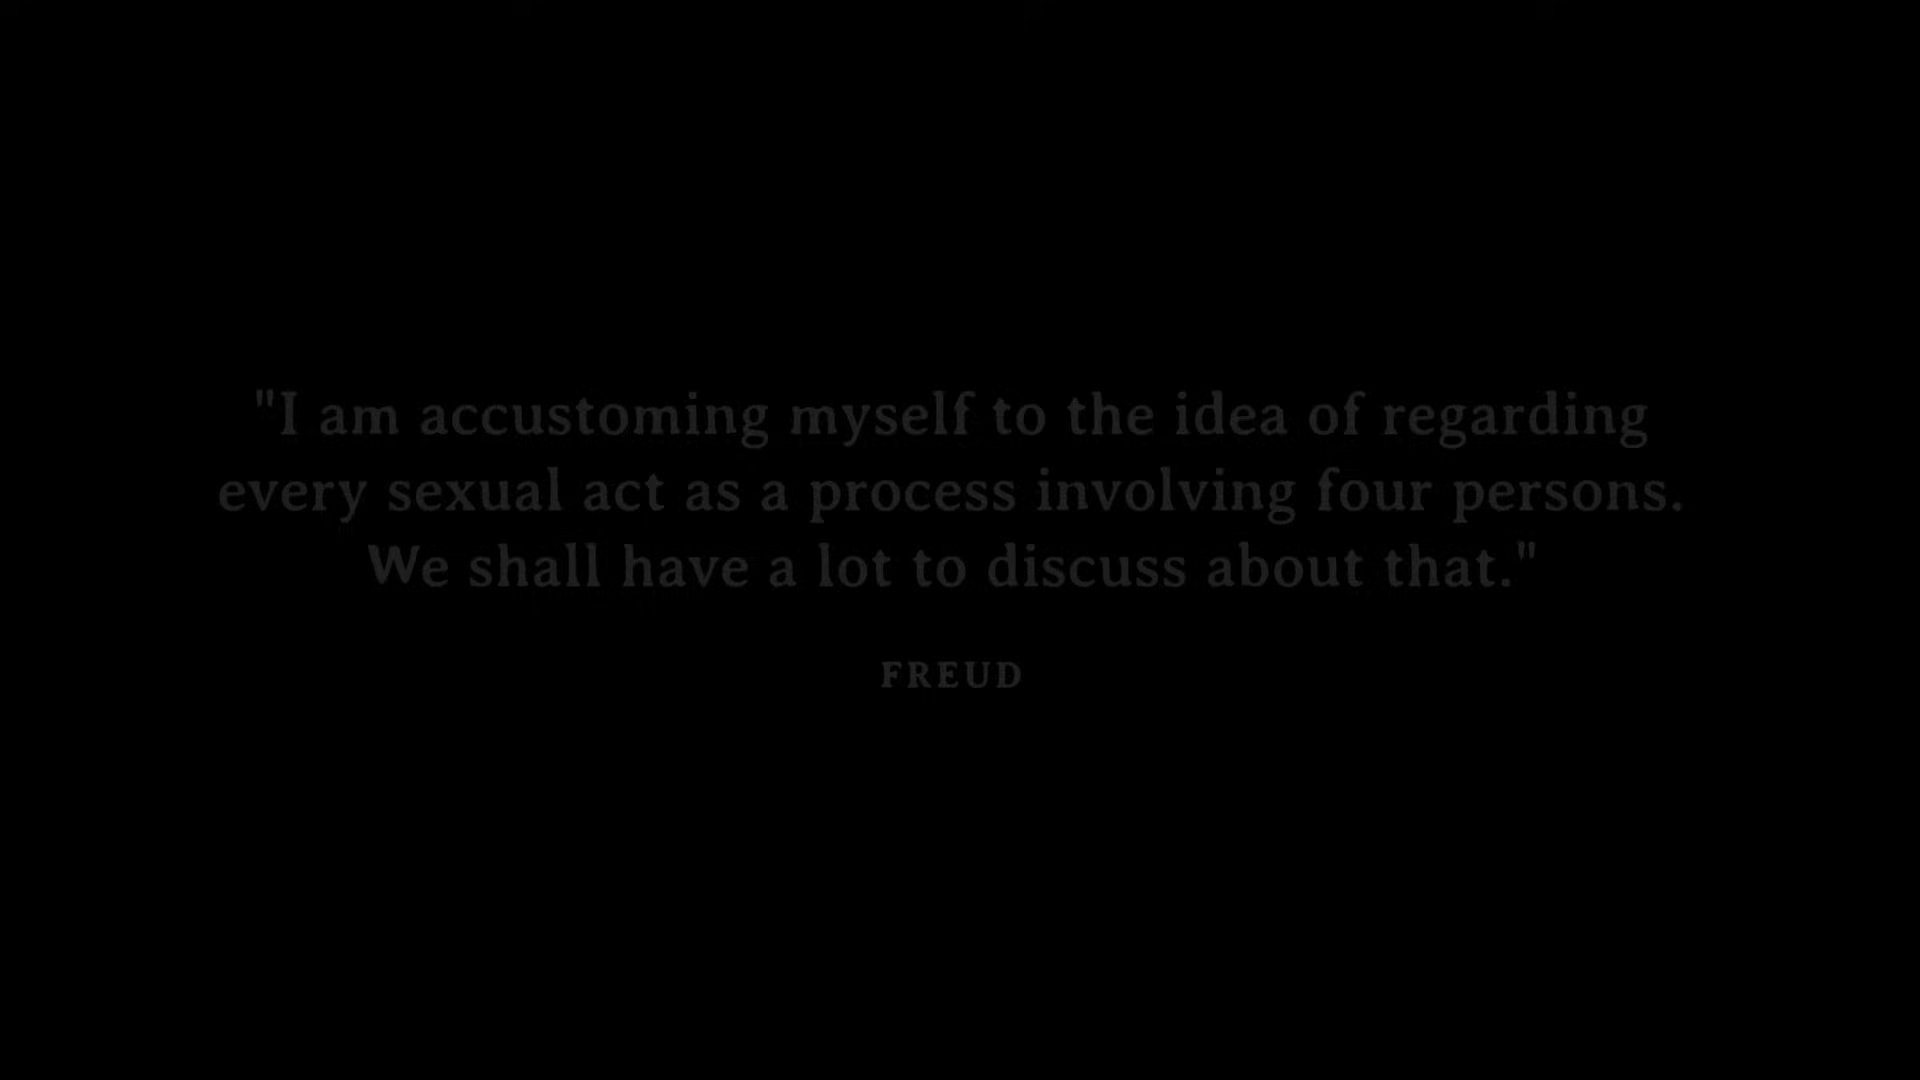 "I am accustoming myself to the idea of regarding
every sexual act as a process involving four persons.
We shall have a lot to discuss about that."
FREUD